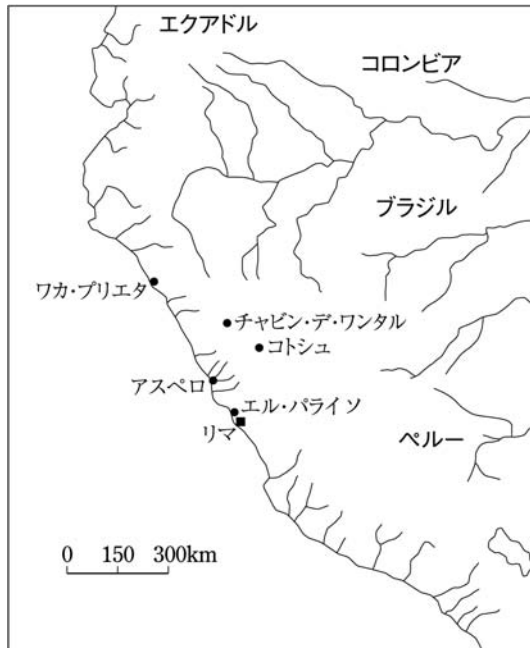 エクアドル
コロンビア
ブラジル
ワカ・プリエタ
チャビン・デ・ワンタル
コトシュ
アスペロ
エル・パライソ
リマ
ペルー
0 150 300km